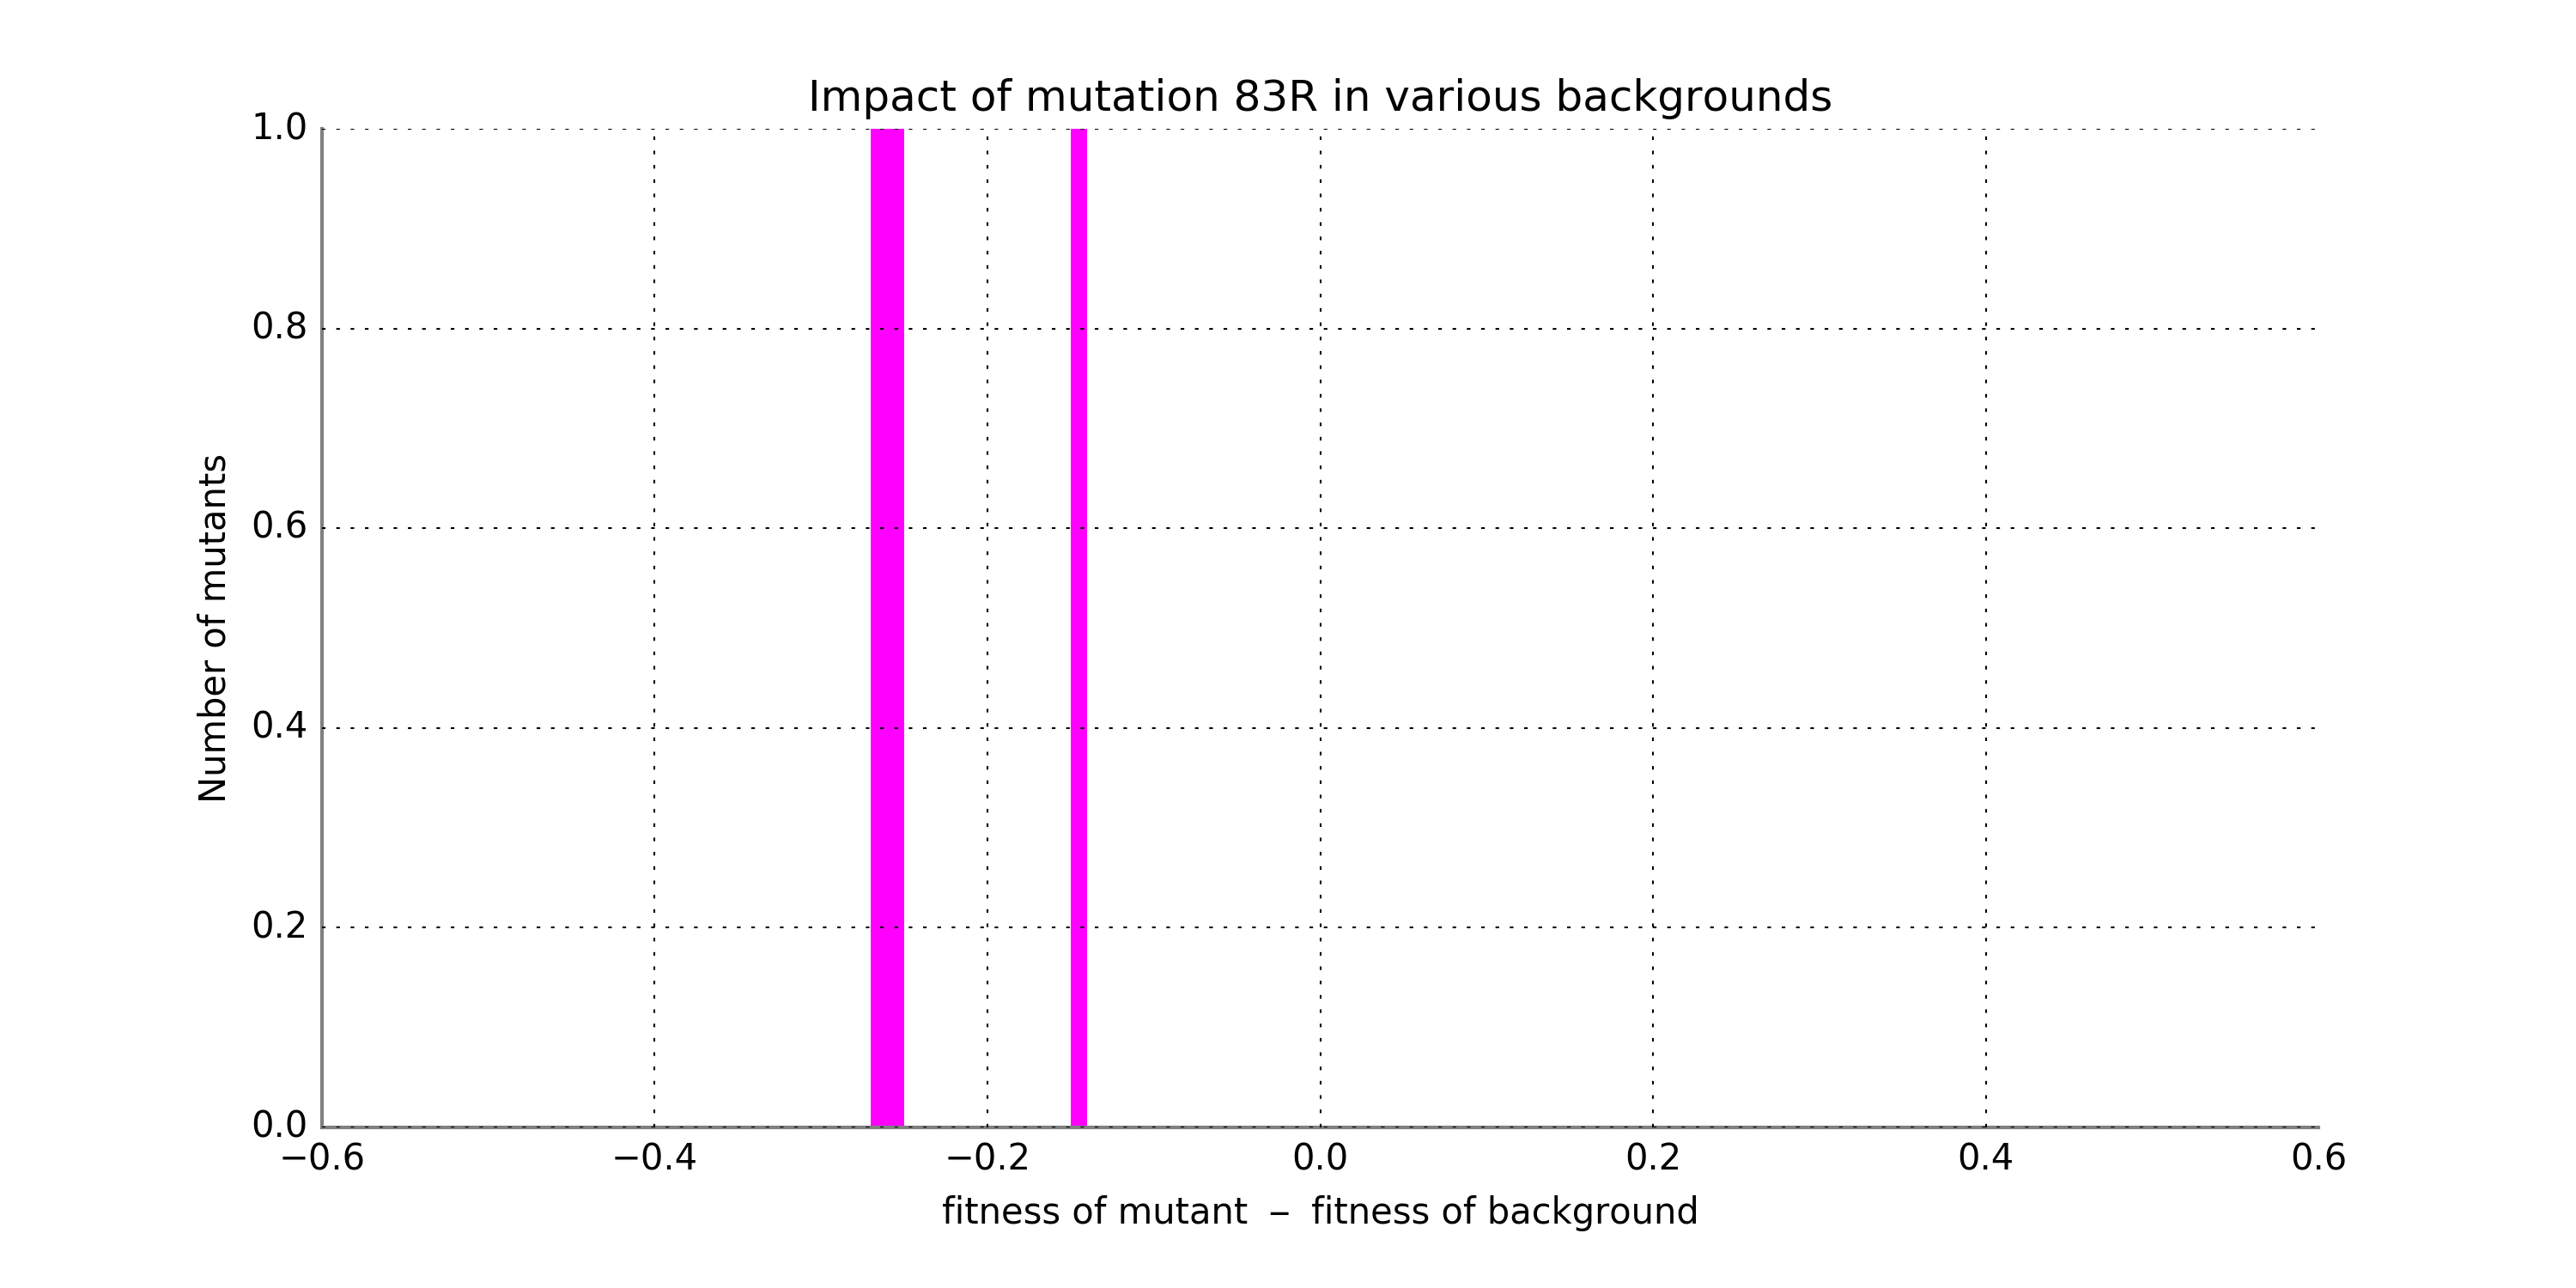 Impact of mutation 83R in various backgrounds
1.0
0.8
0.6
0.4
0.2
0.0
Number of mutants
−0.6 −0.4 −0.2 0.0 0.2 0.4 0.6
fitness of mutant − fitness of background